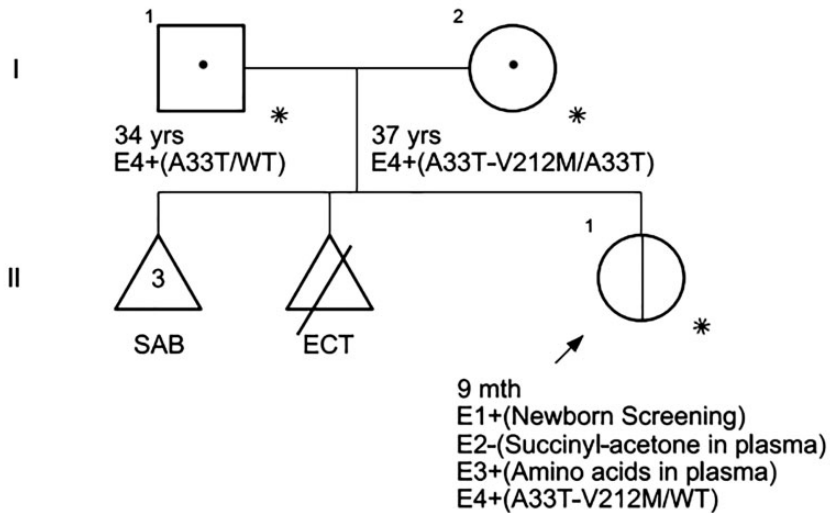 1
2
I
*
*
34 yrs
E4+(A33T/WT)
37 yrs
E4+(A33T-V212M/A33T)
1
II
3
*
SAB
ECT
9 mth
E1+(Newborn Screening)
E2-(Succinyl-acetone in plasma)
E3+(Amino acids in plasma)
E4+(A33T-V212M/WT)